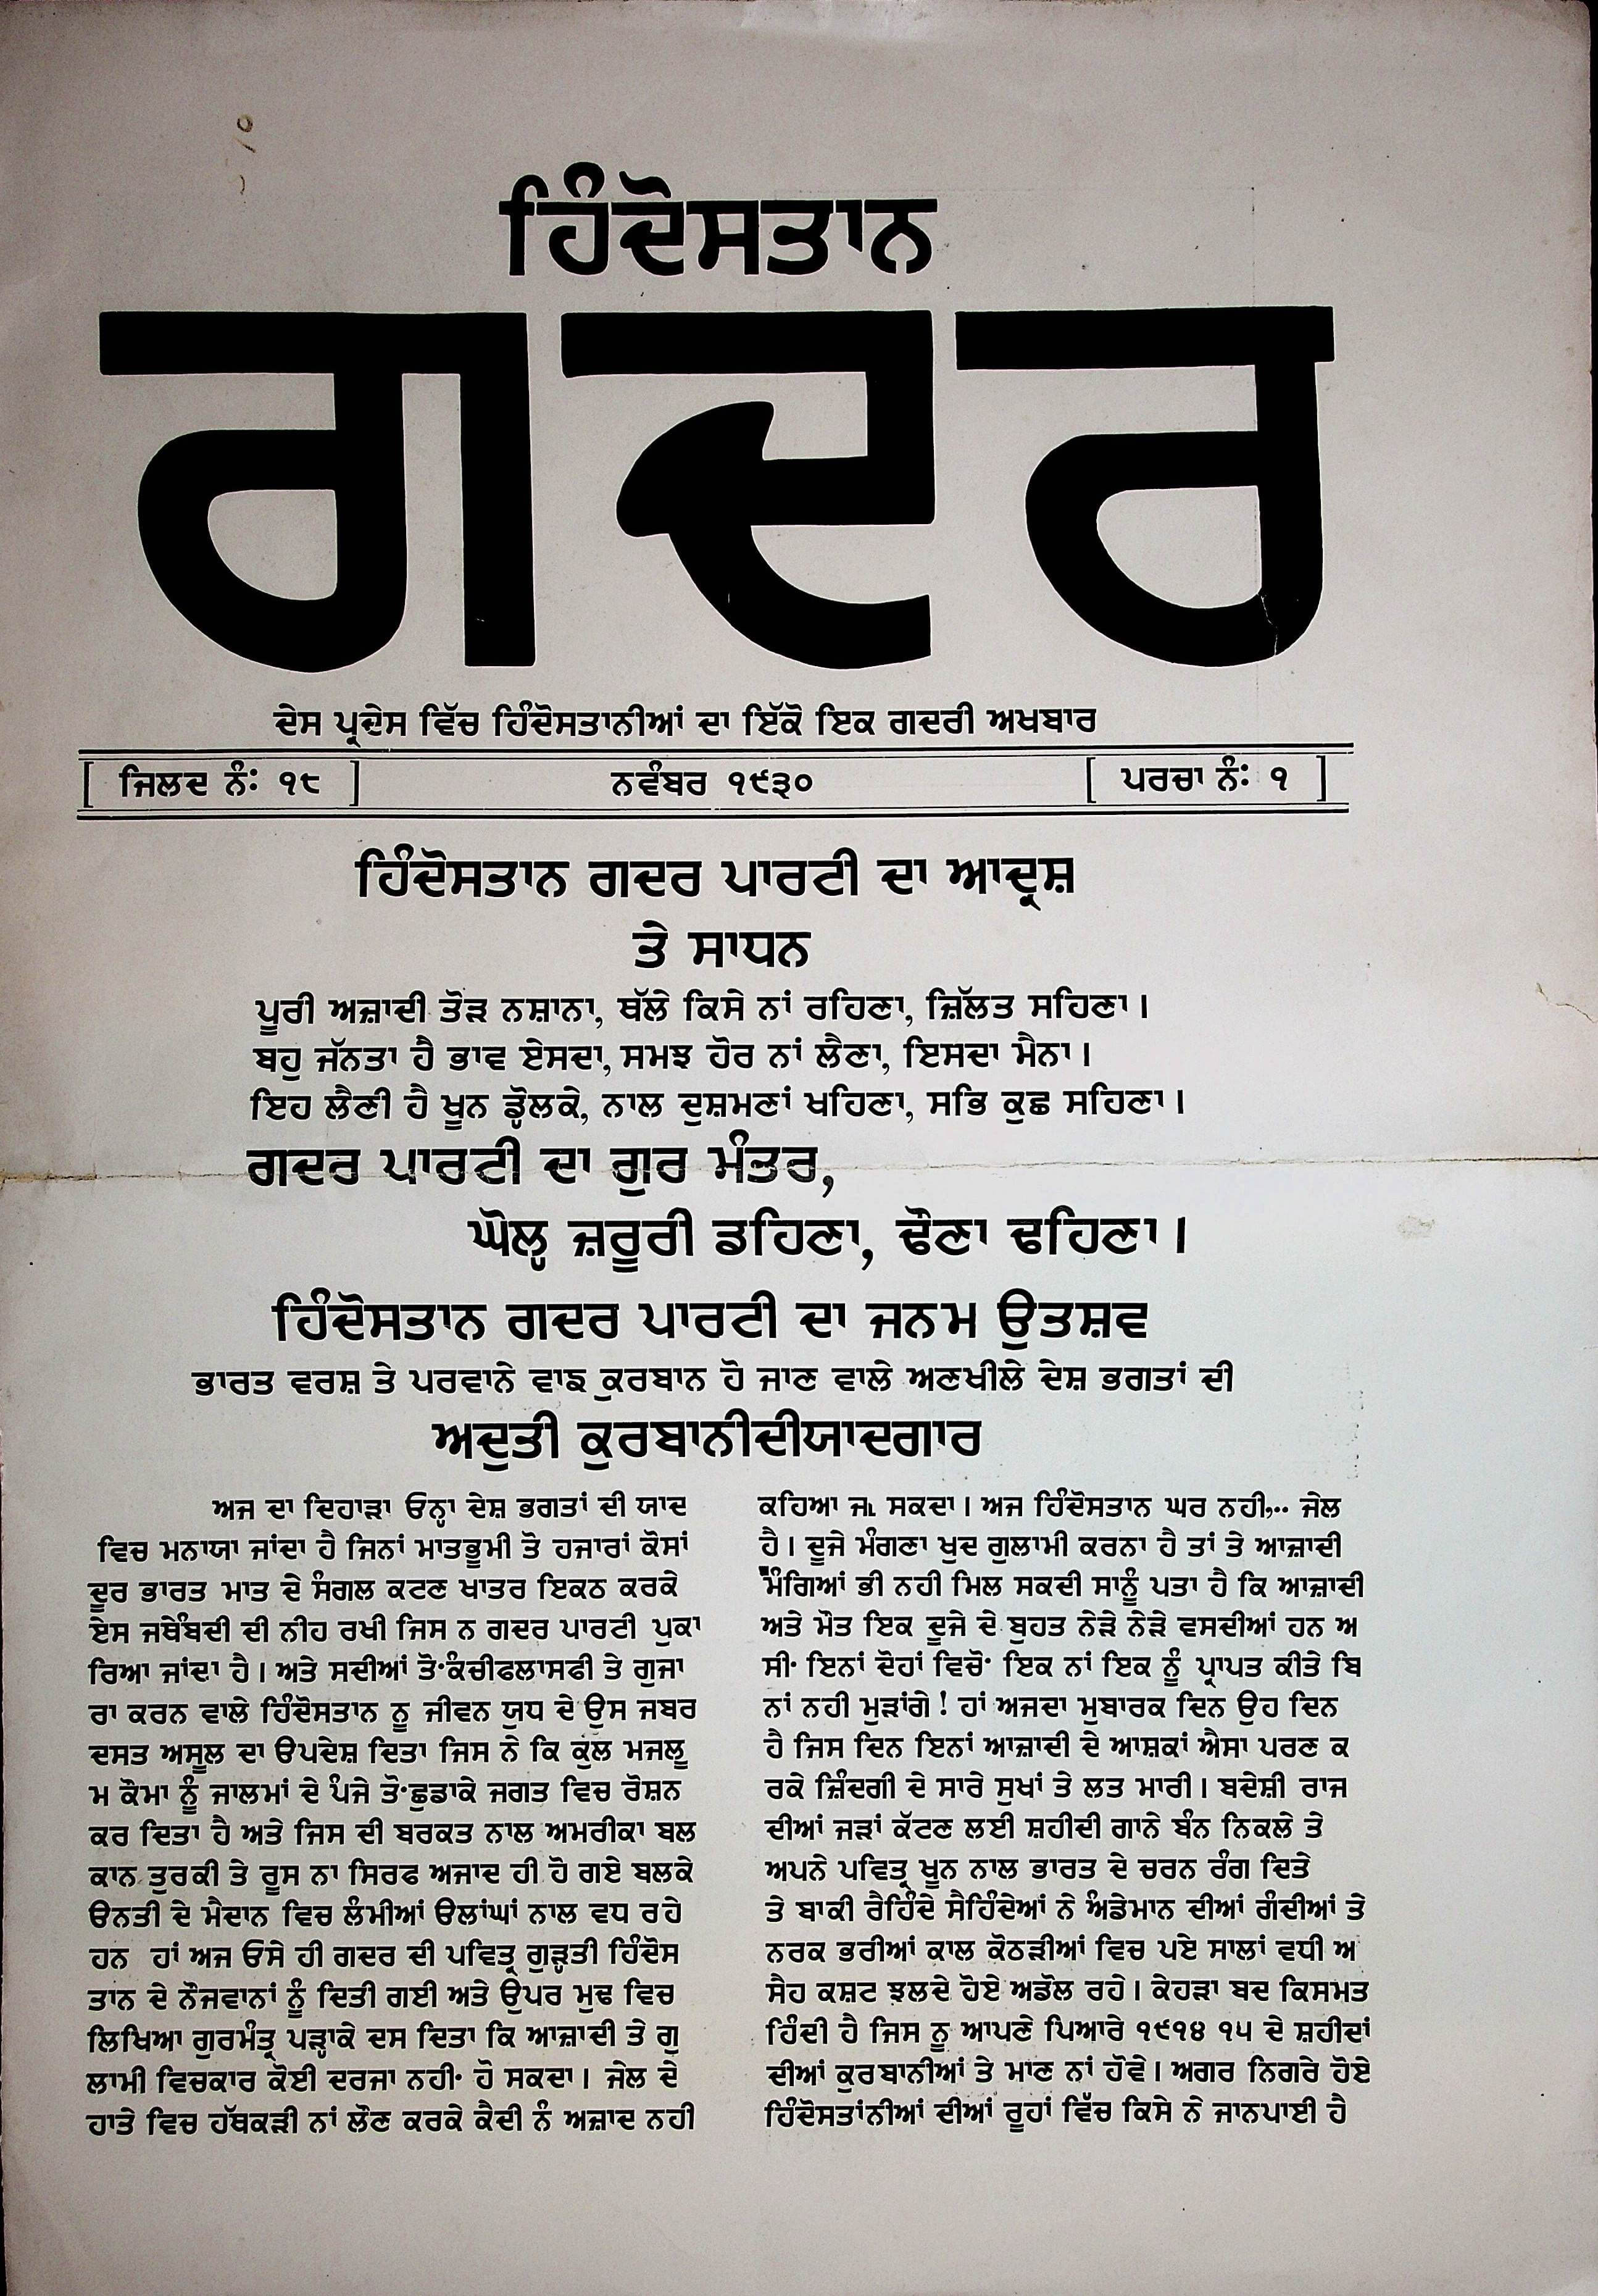 ਹਿੰਦੋਸਤਾਨ
ਗਦਰ
ਦੇਸ ਪ੍ਰਦੇਸ ਵਿੱਚ ਹਿੰਦੋਸਤਾਨੀਆਂ ਦਾ ਇੱਕੋ ਇਕ ਗਦਰੀ ਅਖਬਾਰ
[ ਜਿਲਦ ਨੰ: ੧੮ ] ਨਵੰਬਰ ੧੯੩੦ [ ਪਰਚਾ ਨੰ: ੧ ]
ਹਿੰਦੋਸਤਾਨ ਗਦਰ ਪਾਰਟੀ ਦਾ ਆਦ੍ਰਸ਼
ਤੇ ਸਾਧਨ
ਪੂਰੀ ਅਜ਼ਾਦੀ ਤੋੜ ਨਸ਼ਾਨਾ, ਥੱਲੇ ਕਿਸੇ ਨਾਂ ਰਹਿਣਾ, ਜ਼ਿੱਲਤ ਸਹਿਣਾ।
ਬਹੁ ਜੱਨਤਾ ਹੈ ਭਾਵ ਏਸਦਾ, ਸਮਝ ਹੋਰ ਨਾਂ ਲੈਣਾ, ਇਸਦਾ ਮੈਨਾ।
ਇਹ ਲੈਣੀ ਹੈ ਖੂਨ ਡ੍ਹੋਲਕੇ, ਨਾਲ ਦੁਸ਼ਮਣਾਂ ਖਹਿਣਾ, ਸਭਿ ਕੁਛ ਸਹਿਣਾ।
ਗਦਰ ਪਾਰਟੀ ਦਾ ਗੁਰ ਮੰਤਰ,
ਘੋਲ੍ਹ ਜ਼ਰੂਰੀ ਡਹਿਣਾ, ਢੌਣਾ ਢਹਿਣਾ।
ਹਿੰਦੋਸਤਾਨ ਗਦਰ ਪਾਰਟੀ ਦਾ ਜਨਮ ਉਤਸ਼ਵ
ਭਾਰਤ ਵਰਸ਼ ਤੇ ਪਰਵਾਨੇ ਵਾਙ ਕੁਰਬਾਨ ਹੋ ਜਾਣ ਵਾਲੇ ਅਣਖੀਲੇ ਦੇਸ਼ ਭਗਤਾਂ ਦੀ
ਅਦੁਤੀ ਕੁਰਬਾਨੀਦੀਯਾਦਗਾਰ
ਅਜ ਦਾ ਦਿਹਾੜਾ ਓਨ੍ਹਾ ਦੇਸ਼ ਭਗਤਾਂ ਦੀ ਯਾਦ
ਵਿਚ ਮਨਾਯਾ ਜਾਂਦਾ ਹੈ ਜਿਨਾਂ ਮਾਤਭੂਮੀ ਤੋ ਹਜਾਰਾਂ ਕੋਸਾਂ
ਦੂਰ ਭਾਰਤ ਮਾਤ ਦੇ ਸੰਗਲ ਕਟਣ ਖਾਤਰ ਇਕਠ ਕਰਕੇ
ਏਸ ਜਥੇਬੰਦੀ ਦੀ ਨੀਂਹ ਰਖੀ ਜਿਸ ਨ ਗਦਰ ਪਾਰਟੀ ਪੁਕਾ
ਰਿਆ ਜਾਂਦਾ ਹੈ। ਅਤੇ ਸਦੀਆਂ ਤੋਂ ਕੰਚੀਫਲਾਸਫੀ ਤੇ ਗੁਜਾ
ਰਾ ਕਰਨ ਵਾਲੇ ਹਿੰਦੋਸਤਾਨ ਨੂ ਜੀਵਨ ਯੁਧ ਦੇ ਉਸ ਜਬਰ
ਦਸਤ ਅਸੂਲ ਦਾ ਓਪਦੇਸ਼ ਦਿਤਾ ਜਿਸ ਨੇ ਕਿ ਕੁਲ ਮਜਲੂ
ਮ ਕੌਮਾ ਨੂੰ ਜਾਲਮਾਂ ਦੇ ਪੰਜੇ ਤੋਂ ਛੁਡਾਕੇ ਜਗਤ ਵਿਚ ਰੋਸ਼ਨ
ਕਰ ਦਿਤਾ ਹੈ ਅਤੇ ਜਿਸ ਦੀ ਬਰਕਤ ਨਾਲ ਅਮਰੀਕਾ ਬਲ
ਕਾਨ ਤੁਰਕੀ ਤੇ ਰੂਸ ਨਾ ਸਿਰਫ ਅਜਾਦ ਹੀ ਹੋ ਗਏ ਬਲਕੇ
ਓਨਤੀ ਦੇ ਮੈਦਾਨ ਵਿਚ ਲੰਮੀਆਂ ਓਲਾਂਘਾਂ ਨਾਲ ਵਧ ਰਹੇ
ਹਨ ਹਾਂ ਅਜ ਓਸੇ ਹੀ ਗਦਰ ਦੀ ਪਵਿਤ੍ਰ ਗੁੜ੍ਹਤੀ ਹਿੰਦੋਸ
ਤਾਨ ਦੇ ਨੌਜਵਾਨਾਂ ਨੂੰ ਦਿਤੀ ਗਈ ਅਤੇ ਉਪਰ ਮੁਢ ਵਿਚ
ਲਿਖਿਆ ਗੁਰਮੰਤ੍ਰ ਪੜ੍ਹਾਕੇ ਦਸ ਦਿਤਾ ਕਿ ਆਜ਼ਾਦੀ ਤੇ ਗੁ
ਲਾਮੀ ਵਿਚਕਾਰ ਕੋਈ ਦਰਜਾ ਨਹੀਂ ਹੋ ਸਕਦਾ। ਜੇਲ ਦੇ
ਹਾਤੇ ਵਿਚ ਹੱਥਕੜੀ ਨਾਂ ਲੌਣ ਕਰਕੇ ਕੈਦੀ ਨੰ ਅਜ਼ਾਦ ਨਹੀ
ਕਹਿਆ ਜਾ ਸਕਦਾ। ਅਜ ਹਿੰਦੋਸਤਾਨ ਘਰ ਨਹੀ,.. ਜੇਲ
ਹੈ। ਦੂਜੇ ਮੰਗਣਾ ਖੁਦ ਗੁਲਾਮੀ ਕਰਨਾ ਹੈ ਤਾਂ ਤੇ ਆਜ਼ਾਦੀ
ਮੰਗਿਆਂ ਭੀ ਨਹੀ ਮਿਲ ਸਕਦੀ ਸਾਨੂੰ ਪਤਾ ਹੈ ਕਿ ਆਜ਼ਾਦੀ
ਅਤੇ ਮੌਤ ਇਕ ਦੂਜੇ ਦੇ ਬੁਹਤ ਨੇੜੇ ਨੇੜੇ ਵਸਦੀਆਂ ਹਨ ਅ
ਸੀਂ ਇਨਾਂ ਦੋਹਾਂ ਵਿਚੋਂ ਇਕ ਨਾਂ ਇਕ ਨੂੰ ਪ੍ਰਾਪਤ ਕੀਤੇ ਬਿ
ਨਾਂ ਨਹੀ ਮੁੜਾਂਗੇ! ਹਾਂ ਅਜਦਾ ਮੁਬਾਰਕ ਦਿਨ ਉਹ ਦਿਨ
ਹੈ ਜਿਸ ਦਿਨ ਇਨਾਂ ਆਜ਼ਾਦੀ ਦੇ ਆਸ਼ਕਾਂ ਐਸਾ ਪਰਣ ਕ
ਰਕੇ ਜ਼ਿੰਦਗੀ ਦੇ ਸਾਰੇ ਸੁਖਾਂ ਤੇ ਲਤ ਮਾਰੀ। ਬਦੇਸ਼ੀ ਰਾਜ
ਦੀਆਂ ਜੜਾਂ ਕੱਟਣ ਲਈ ਸ਼ਹੀਦੀ ਗਾਨੇ ਬੰਨ ਨਿਕਲੇ ਤੇ
ਅਪਨੇ ਪਵਿਤ੍ਰ ਖੂਨ ਨਾਲ ਭਾਰਤ ਦੇ ਚਰਨ ਰੰਗ ਦਿਤੇ
ਤੇ ਬਾਕੀ ਰੈਹਿੰਦੇ ਸੈਹਿੰਦੇਆਂ ਨੇ ਅੰਡੇਮਾਨ ਦੀਆਂ ਗੰਦੀਆਂ ਤੇ
ਨਰਕ ਭਰੀਆਂ ਕਾਲ ਕੋਠੜੀਆਂ ਵਿਚ ਪਏ ਸਾਲਾਂ ਵਧੀ ਅ
ਸੈਹ ਕਸ਼ਟ ਝਲਦੇ ਹੋਏ ਅਡੋਲ ਰਹੇ। ਕੇਹੜਾ ਬਦ ਕਿਸਮਤ
ਹਿੰਦੀ ਹੈ ਜਿਸ ਨੂ ਆਪਣੇ ਪਿਆਰੇ ੧੯੧੪ ੧੫ ਦੇ ਸ਼ਹੀਦਾਂ
ਦੀਆਂ ਕੁਰਬਾਨੀਆਂ ਤੇ ਮਾਣ ਨਾਂ ਹੋਵੇ। ਅਗਰ ਨਿਗਰੇ ਹੋਏ
ਹਿੰਦੋਸਤਾਂਨੀਆਂ ਦੀਆਂ ਰੂਹਾਂ ਵਿੱਚ ਕਿਸੇ ਨੇ ਜਾਨਪਾਈ ਹੈ